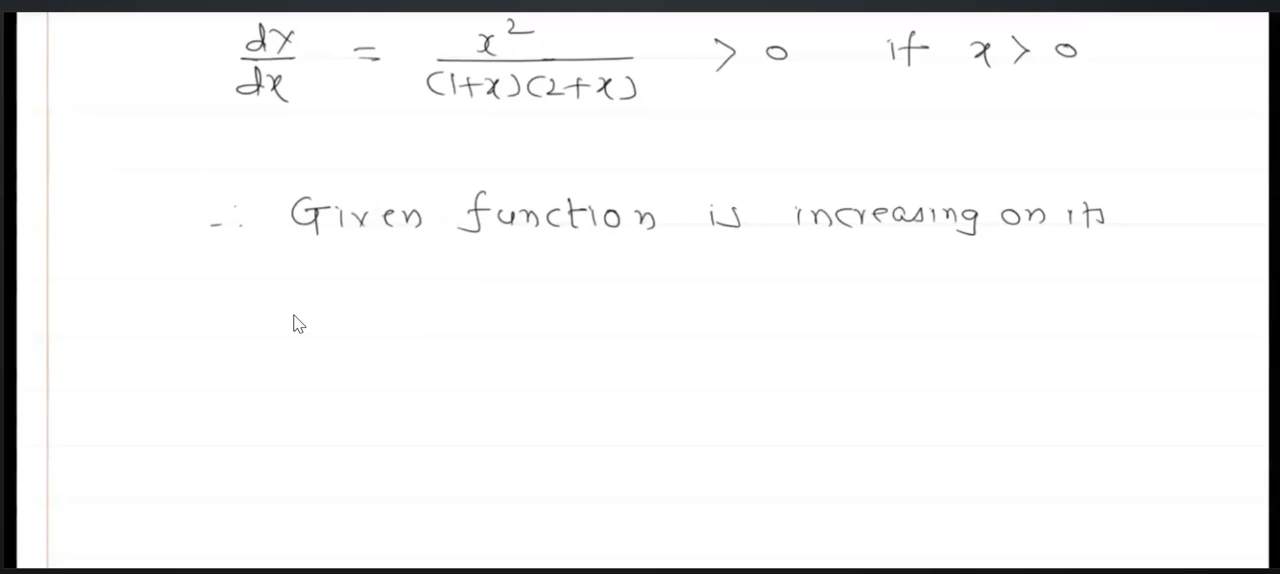 dy/dx = x²/((1+x)(2+x)) > 0 if x > 0
∴ Given function is increasing on its